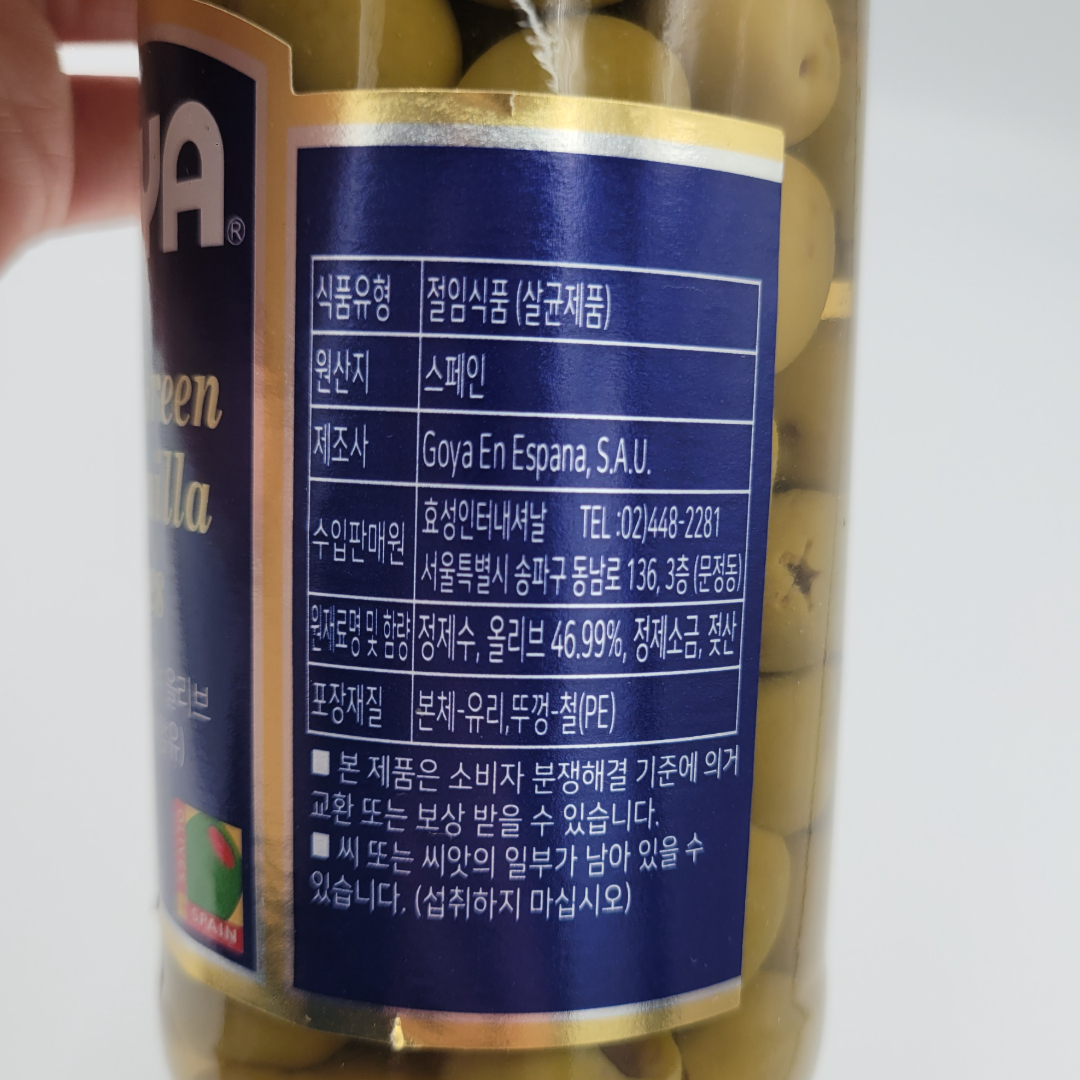 YA®
reen
illa
올리브
식품유형 절임식품 (살균제품)
원산지 스페인
제조사 Goya En Espana, S.A.U.
수입판매원 효성인터내셔날 TEL:02)448-2281
서울특별시 송파구 동남로 136, 3층 (문정동)
원재료명 및 함량 정제수, 올리브 46.99%, 정제소금, 젖산
포장재질 본체-유리,뚜껑-철(PE)
■ 본 제품은 소비자 분쟁해결 기준에 의거
교환 또는 보상 받을 수 있습니다.
■ 씨 또는 씨앗의 일부가 남아 있을 수
있습니다. (섭취하지 마십시오)
SPAIN